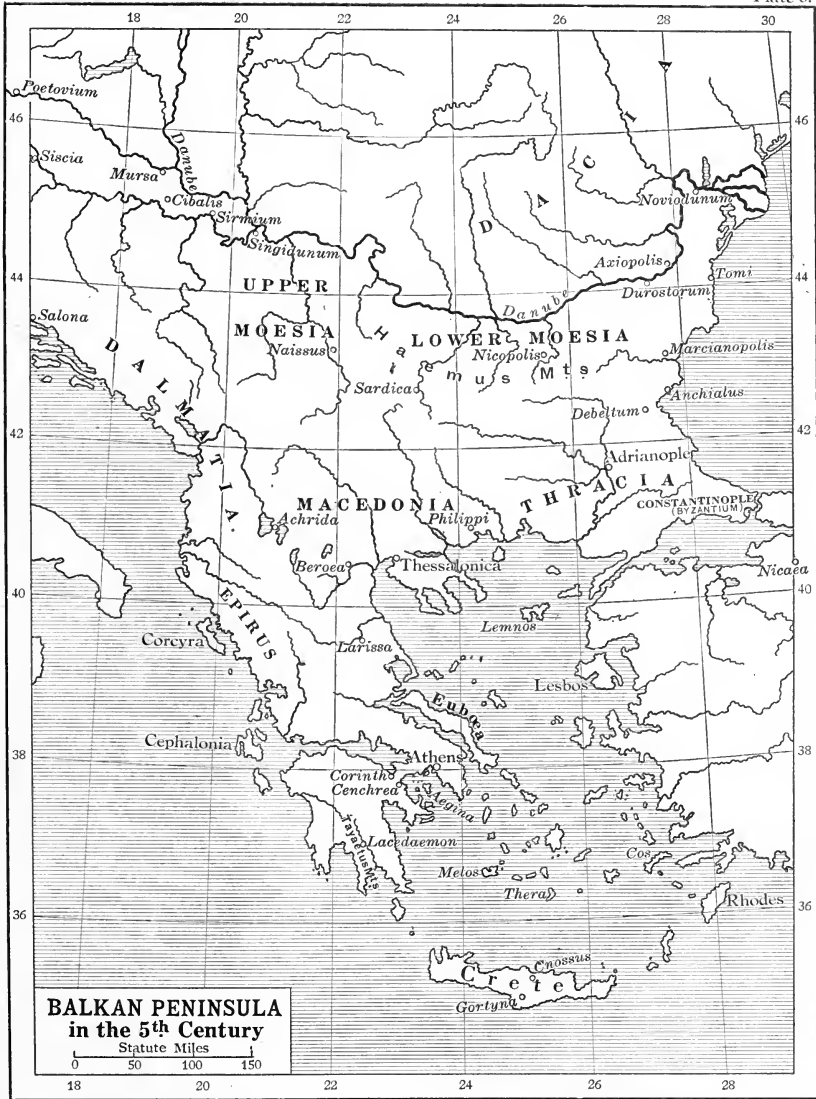 18 20 22 24 26 28 30
Poetovium
46 46
Siscia
Danube
Mursa
Cibalis
Sirmium
Singidunum
DACI
Noviodunum
Axiopolis
44 44
Tomi
Durostorum
Danube
UPPER
MOESIA
Salona
LOWER MOESIA
Haemus Mts
Naissus
Nicopolis
Marcianopolis
Sardica
Anchialus
Debeltum
DALMATIA.
42 42
Adrianople
THRACIA
MACEDONIA
CONSTANTINOPLE
(BYZANTIUM)
Achrida
Philippi
Beroea
Thessalonica
Nicaea
40 40
EPIRUS
Lemnos
Corcyra
Larissa
Lesbos
Eubœa
Cephalonia
38 38
Athens
Corinth
Cenchrea
Aegina
Lacedaemon
Taygetus Mts
Cos
Melos
Thera
Rhodes
36 36
Cnossus
Crete
Gortyna
BALKAN PENINSULA
in the 5th Century
Statute Miles
0 50 100 150
18 20 22 24 26 28